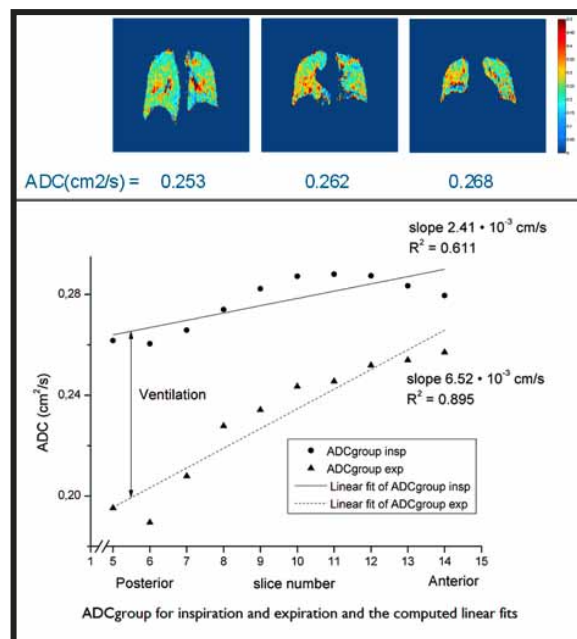 ADC(cm2/s) = 0.253 0.262 0.268
slope 2.41 • 10⁻³ cm/s
R² = 0.611
0,28
0,24
0,20
ADC (cm²/s)
Ventilation
slope 6.52 • 10⁻³ cm/s
R² = 0.895
ADCgroup insp
ADCgroup exp
Linear fit of ADCgroup insp
Linear fit of ADCgroup exp
1 5 6 7 8 9 10 11 12 13 14 15
Posterior slice number Anterior
ADCgroup for inspiration and expiration and the computed linear fits